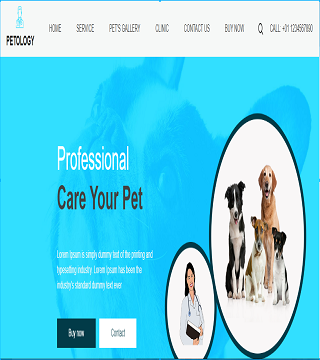 PETOLOGY
HOME SERVICE PET'S GALLERY CLINIC CONTACT US BUY NOW CALL: +01 1234567890
Professional
Care Your Pet
Lorem Ipsum is simply dummy text of the printing and
typesetting industry. Lorem Ipsum has been the
industry's standard dummy text ever
Buy now Contact